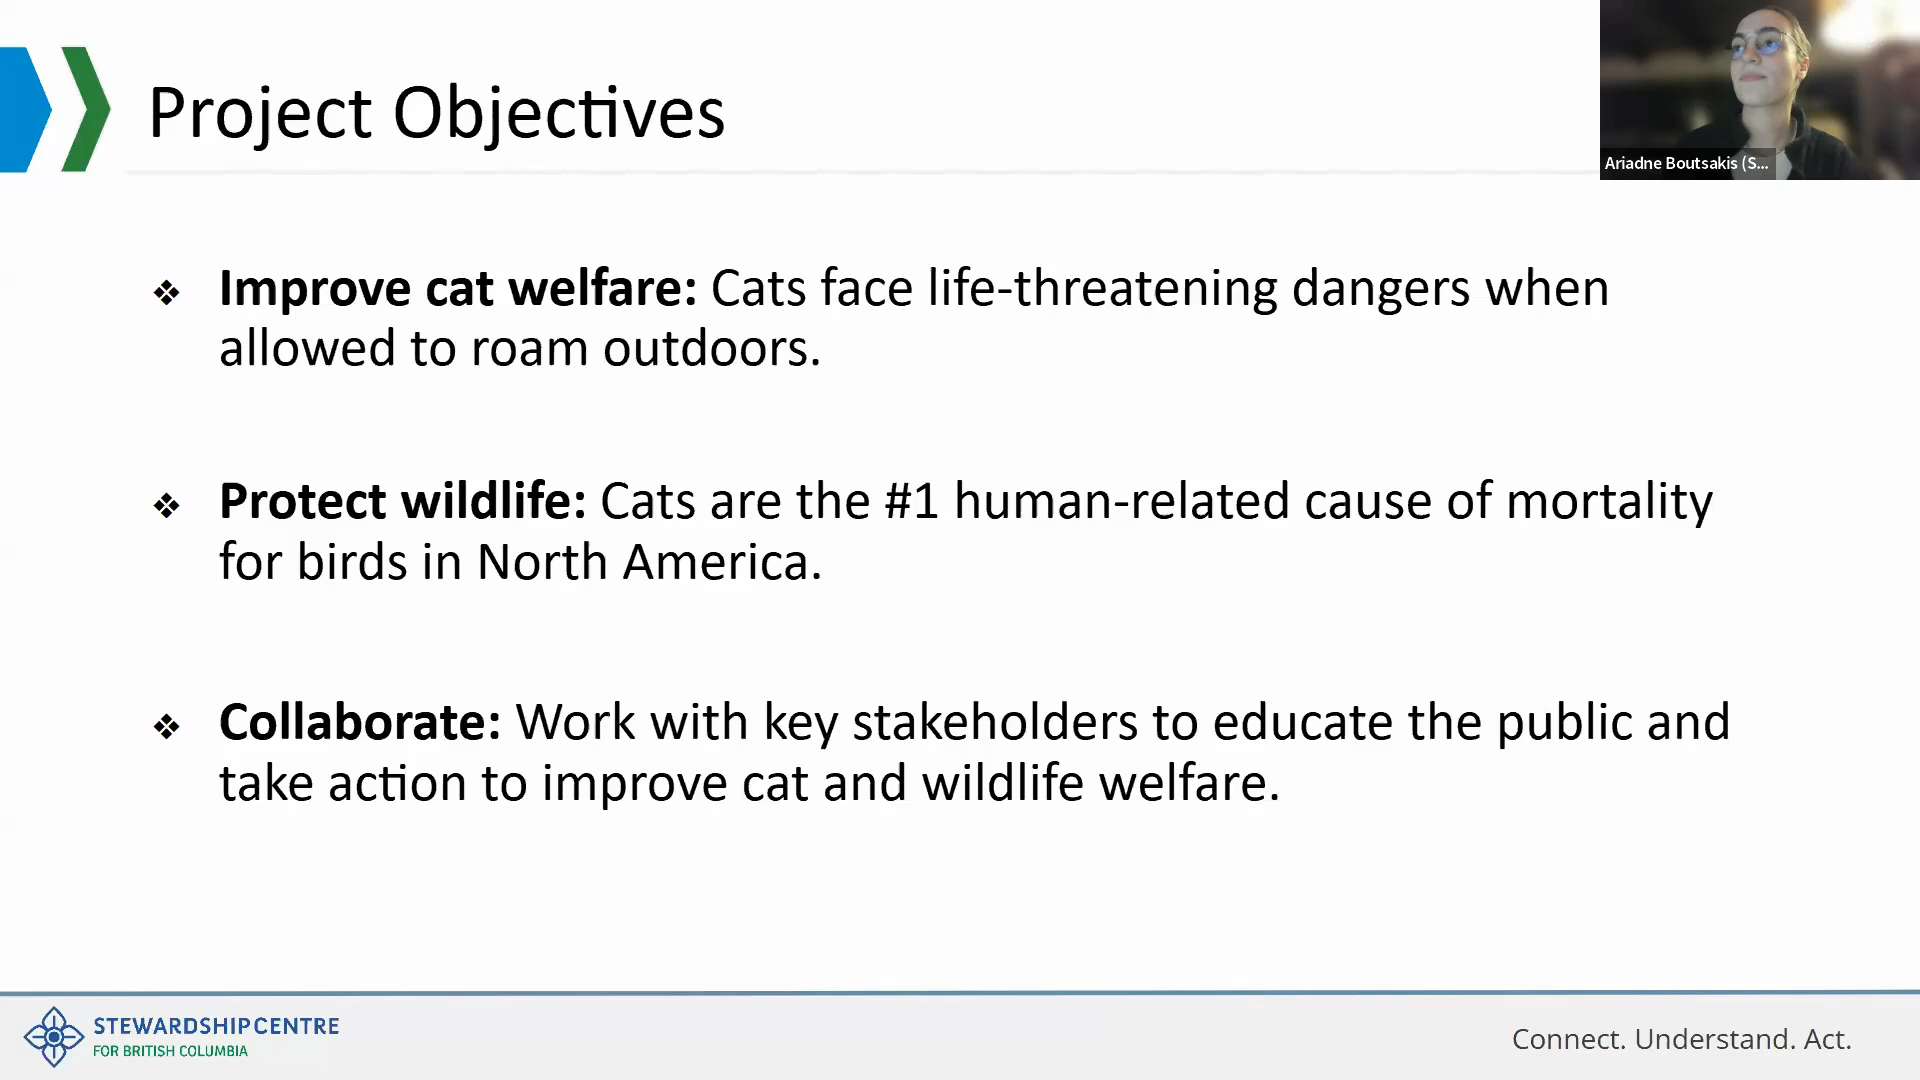 Project Objectives
Ariadne Boutsakis (S...
❖ Improve cat welfare: Cats face life-threatening dangers when
allowed to roam outdoors.
❖ Protect wildlife: Cats are the #1 human-related cause of mortality
for birds in North America.
❖ Collaborate: Work with key stakeholders to educate the public and
take action to improve cat and wildlife welfare.
STEWARDSHIP CENTRE
FOR BRITISH COLUMBIA
Connect. Understand. Act.